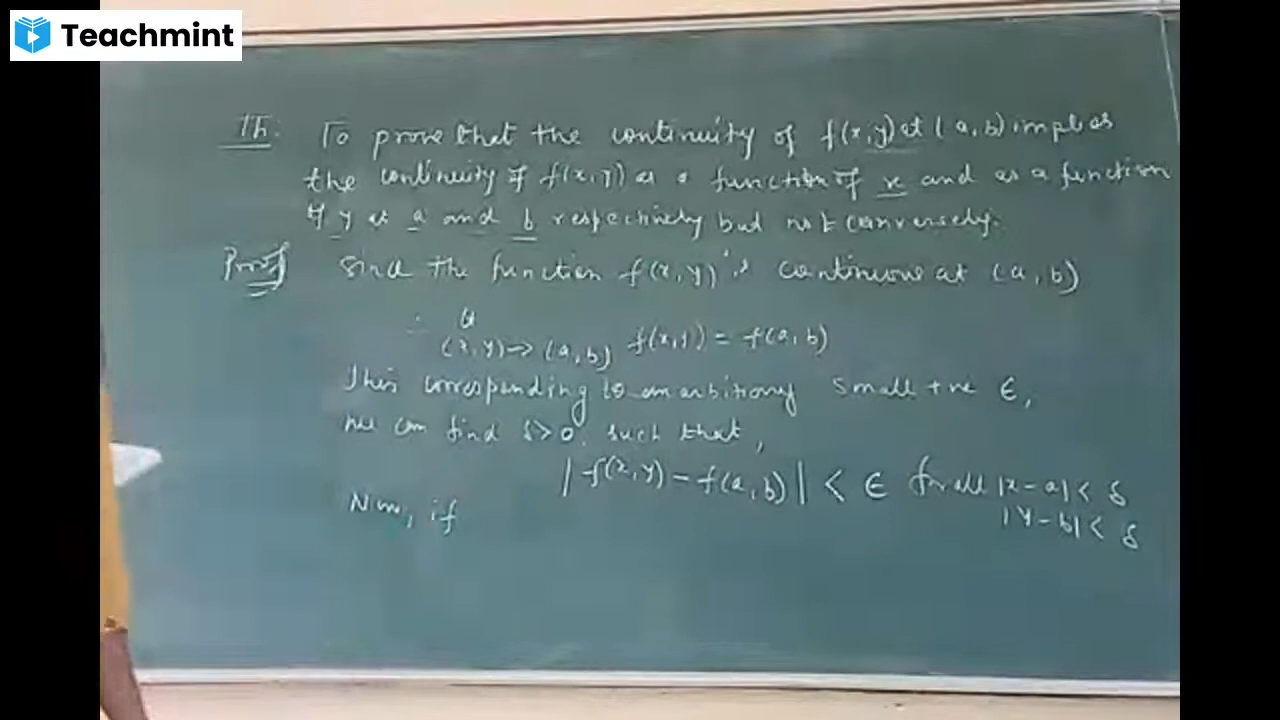 Teachmint
Th: To prove that the continuity of f(x,y) at (a,b) implies
the continuity of f(x,y) as a function of x and as a function
of y at a and b respectively but not conversely.
Proof Since the function f(x,y) is continuous at (a,b)
∴ lt
(x,y)→(a,b) f(x,y) = f(a,b)
Then corresponding to an arbitrary small +ve ϵ,
we can find δ>0, such that,
|f(x,y) - f(a,b)| < ϵ for all |x-a| < δ
|y-b| < δ
Now, if